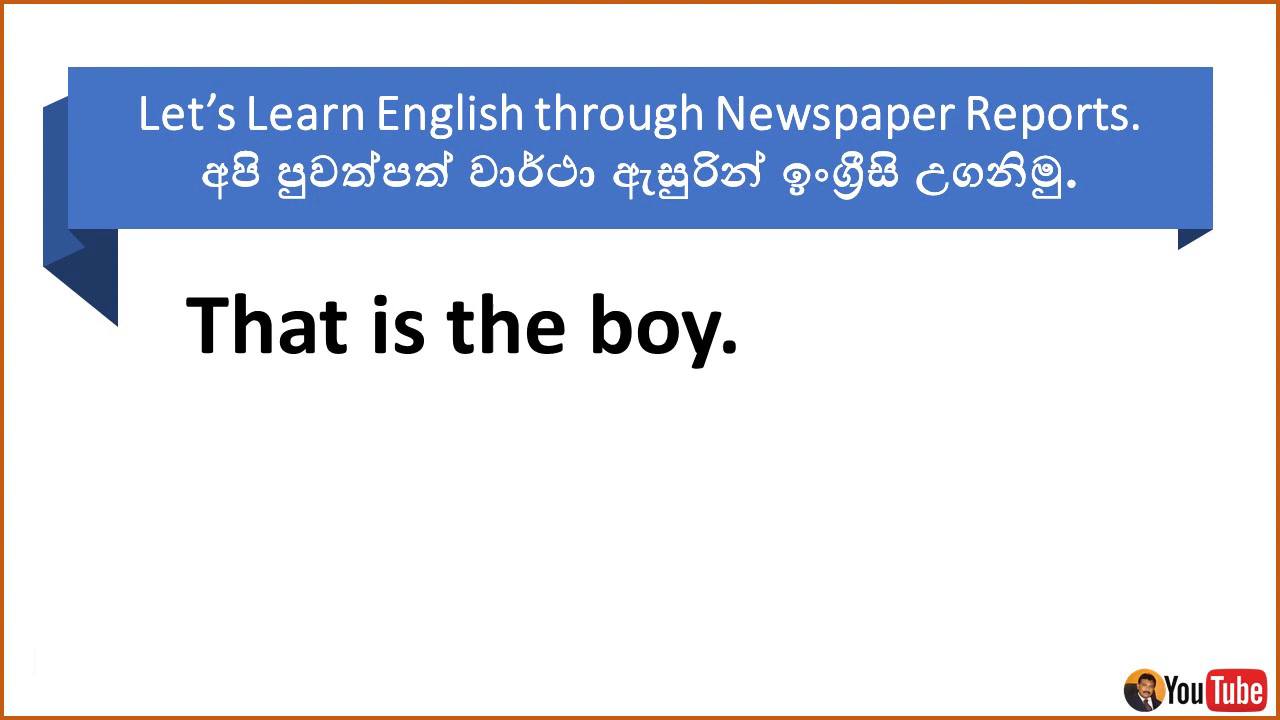 Let’s Learn English through Newspaper Reports.
අපි පුවත්පත් වාර්ථා ඇසුරින් ඉංග්‍රීසි උගනිමු.
That is the boy.
YouTube